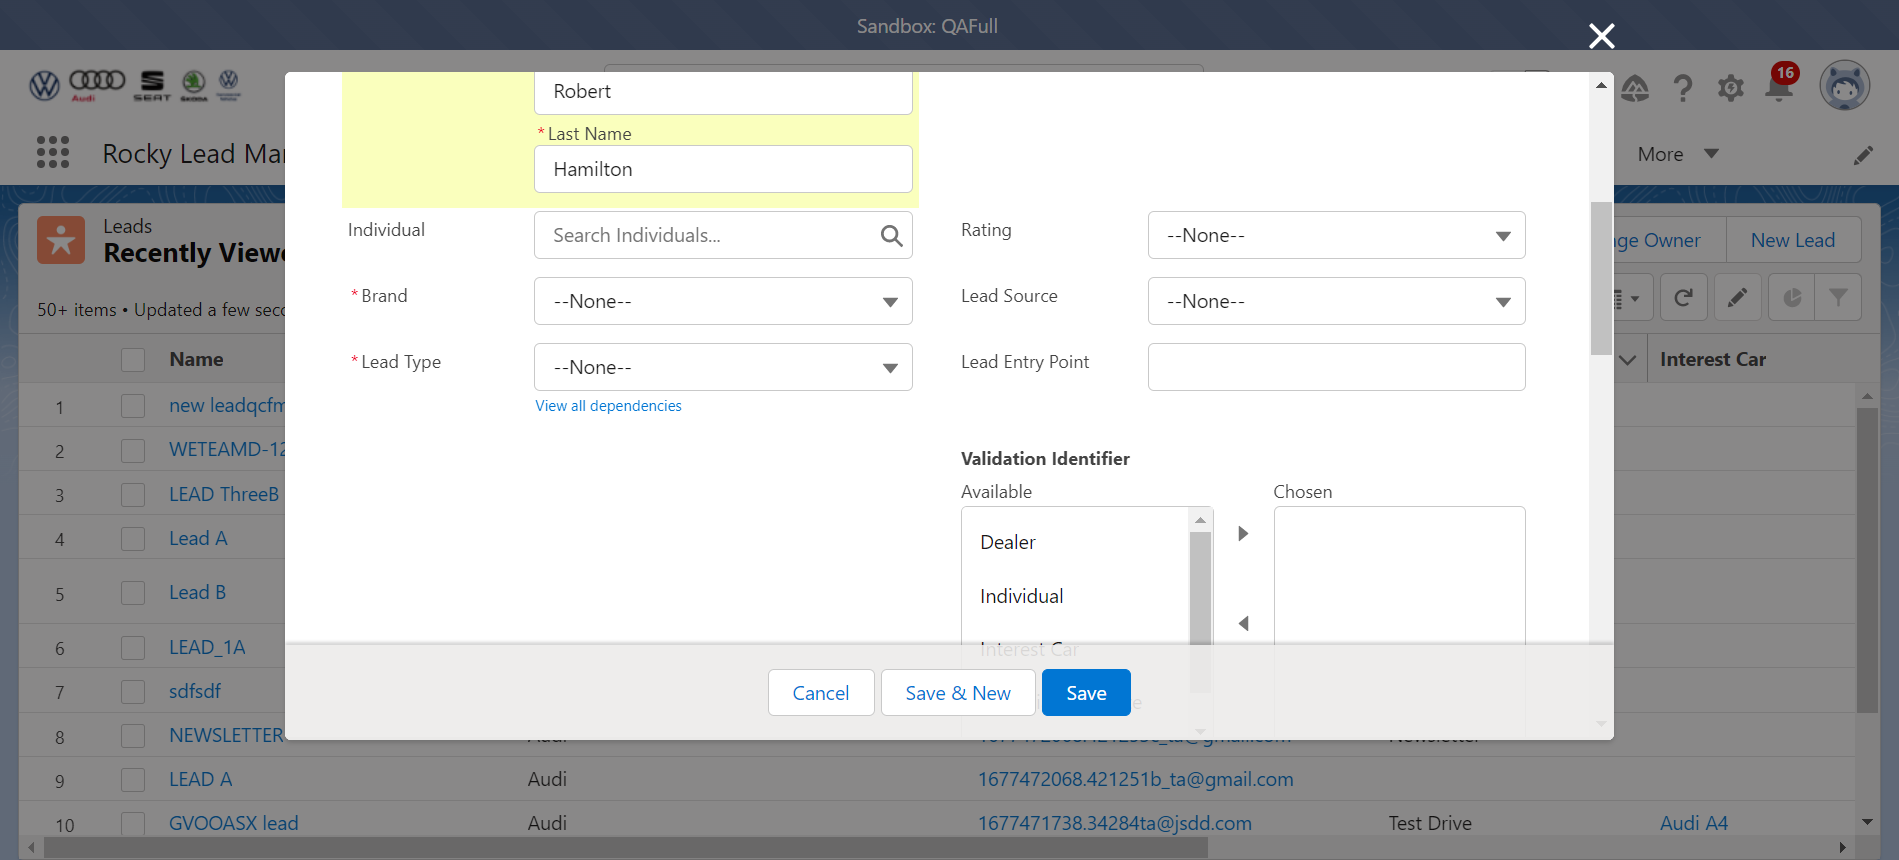 Sandbox: QAFull
Audi SEAT ŠKODA
16
Rocky Lead Ma
More
Robert
*Last Name
Hamilton
Individual
Search Individuals...
Rating
--None--
*Brand
--None--
Lead Source
--None--
*Lead Type
--None--
Lead Entry Point
View all dependencies
Validation Identifier
Available
Chosen
Dealer
Individual
Interest Car
Cancel
Save & New
Save
Leads
Recently View
50+ items • Updated a few sec
ge Owner
New Lead
Name
Interest Car
1 new leadqcfm
2 WETEAMD-12
3 LEAD ThreeB
4 Lead A
5 Lead B
6 LEAD_1A
7 sdfsdf
8 NEWSLETTER Audi Newsletter
9 LEAD A Audi 1677472068.421251b_ta@gmail.com
10 GVOOASX lead Audi 1677471738.34284ta@jsdd.com Test Drive Audi A4